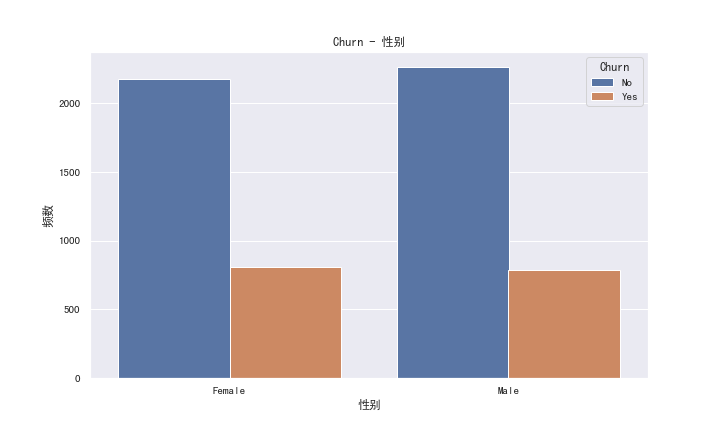 Churn - 性别
Churn
No
Yes
2000
1500
1000
500
0
频数
Female
Male
性别